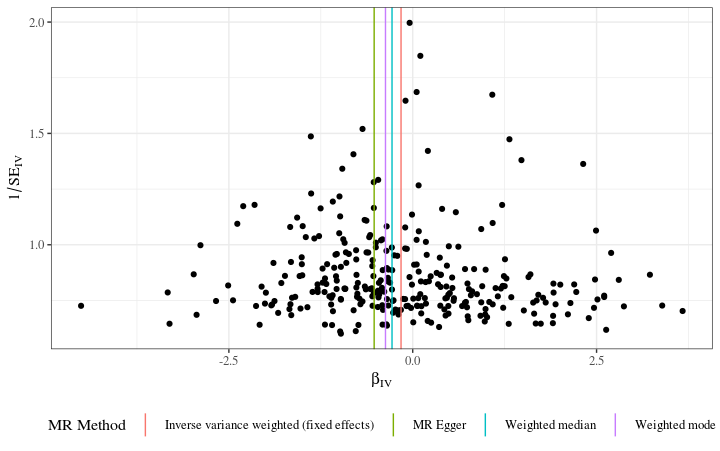 2.0
1.5
1.0
1/SE_IV
-2.5 0.0 2.5
β_IV
MR Method Inverse variance weighted (fixed effects) MR Egger Weighted median Weighted mode